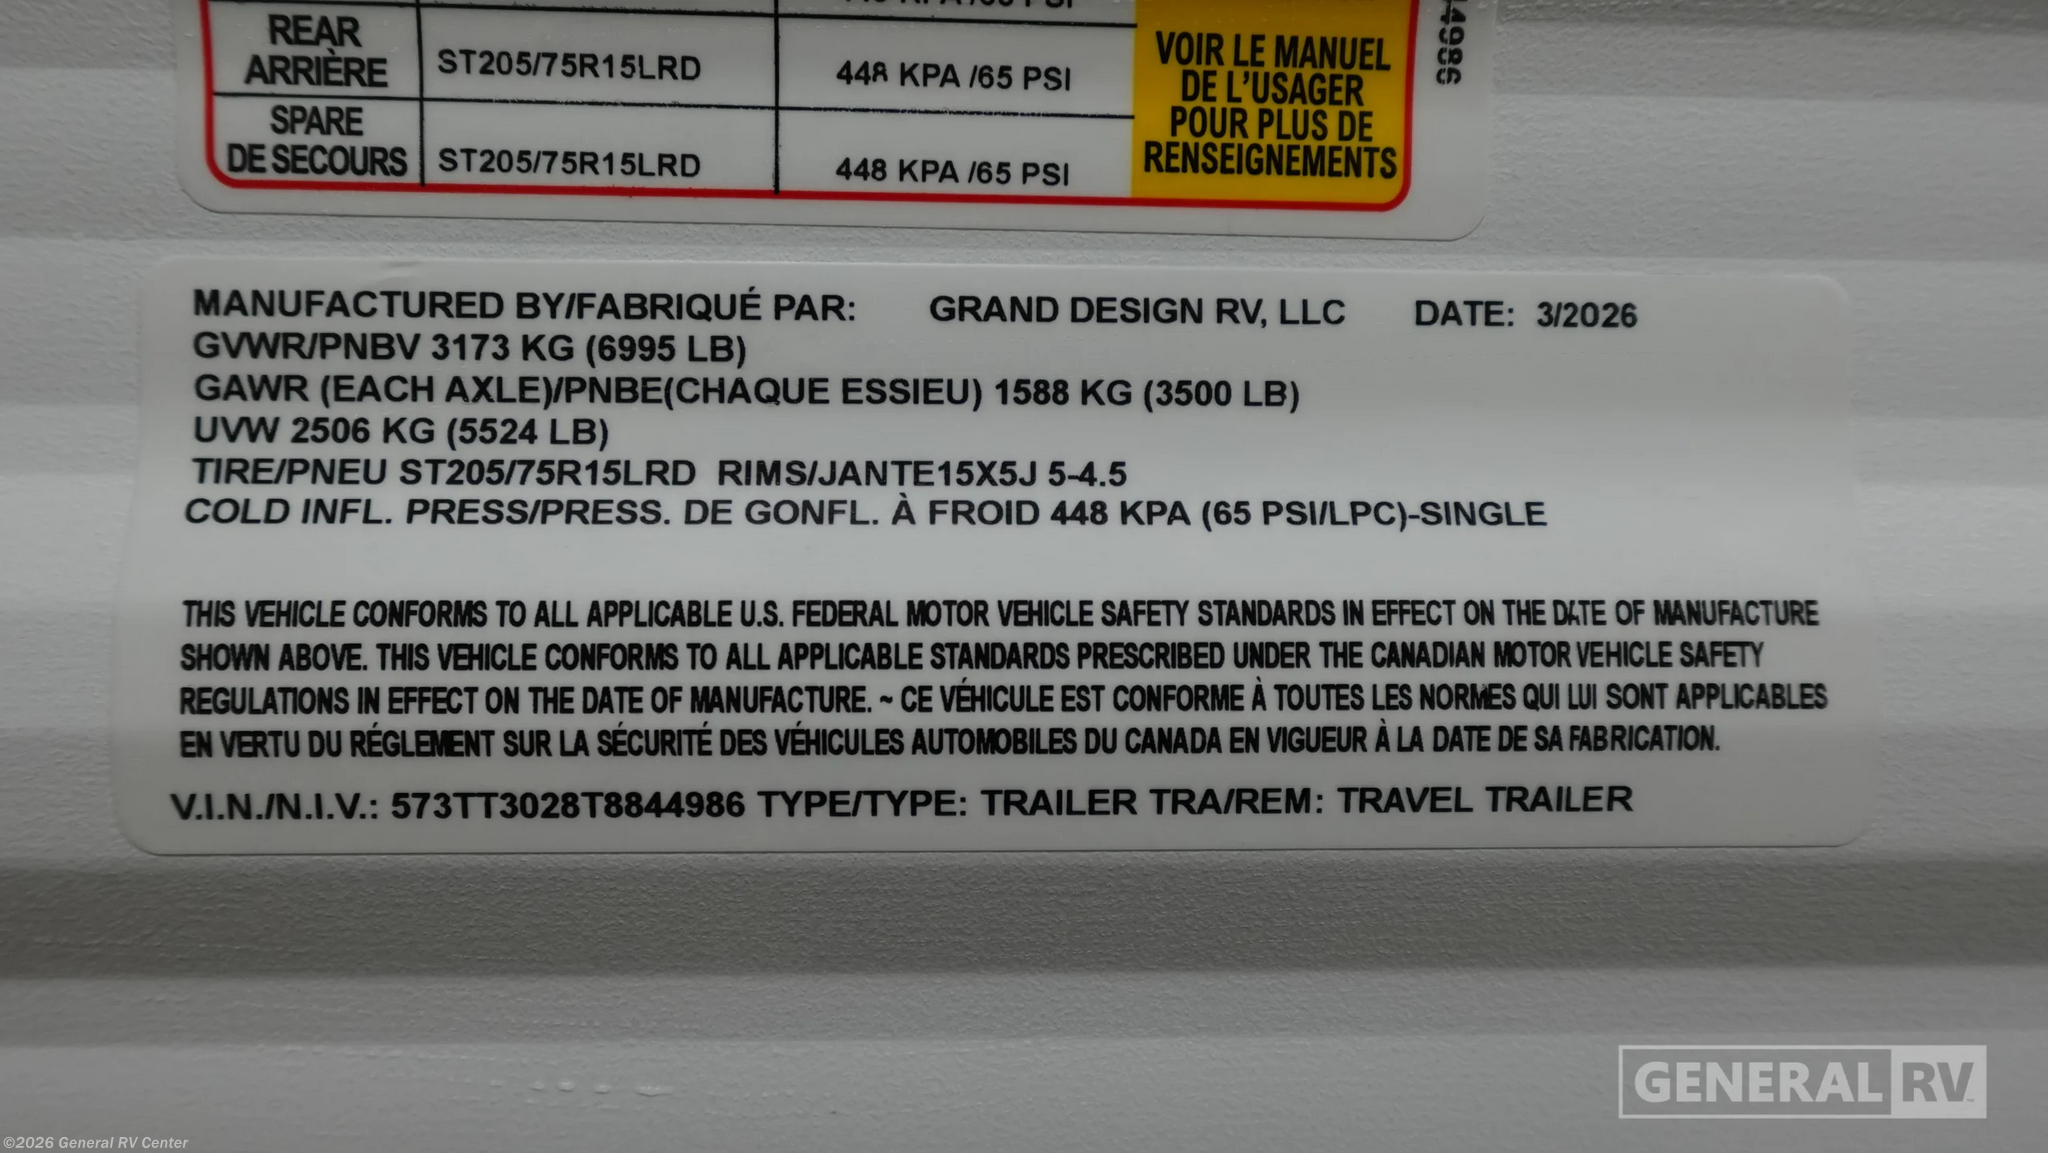 REAR
ARRIÈRE
ST205/75R15LRD
448 KPA /65 PSI
SPARE
DE SECOURS
ST205/75R15LRD
448 KPA /65 PSI
VOIR LE MANUEL
DE L'USAGER
POUR PLUS DE
RENSEIGNEMENTS
MANUFACTURED BY/FABRIQUÉ PAR: GRAND DESIGN RV, LLC DATE: 3/2026
GVWR/PNBV 3173 KG (6995 LB)
GAWR (EACH AXLE)/PNBE(CHAQUE ESSIEU) 1588 KG (3500 LB)
UVW 2506 KG (5524 LB)
TIRE/PNEU ST205/75R15LRD RIMS/JANTE15X5J 5-4.5
COLD INFL. PRESS/PRESS. DE GONFL. À FROID 448 KPA (65 PSI/LPC)-SINGLE
THIS VEHICLE CONFORMS TO ALL APPLICABLE U.S. FEDERAL MOTOR VEHICLE SAFETY STANDARDS IN EFFECT ON THE DATE OF MANUFACTURE
SHOWN ABOVE. THIS VEHICLE CONFORMS TO ALL APPLICABLE STANDARDS PRESCRIBED UNDER THE CANADIAN MOTOR VEHICLE SAFETY
REGULATIONS IN EFFECT ON THE DATE OF MANUFACTURE. ~ CE VÉHICULE EST CONFORME À TOUTES LES NORMES QUI LUI SONT APPLICABLES
EN VERTU DU RÉGLEMENT SUR LA SÉCURITÉ DES VÉHICULES AUTOMOBILES DU CANADA EN VIGUEUR À LA DATE DE SA FABRICATION.
V.I.N./N.I.V.: 573TT3028T8844986 TYPE/TYPE: TRAILER TRA/REM: TRAVEL TRAILER
GENERAL RV
©2026 General RV Center